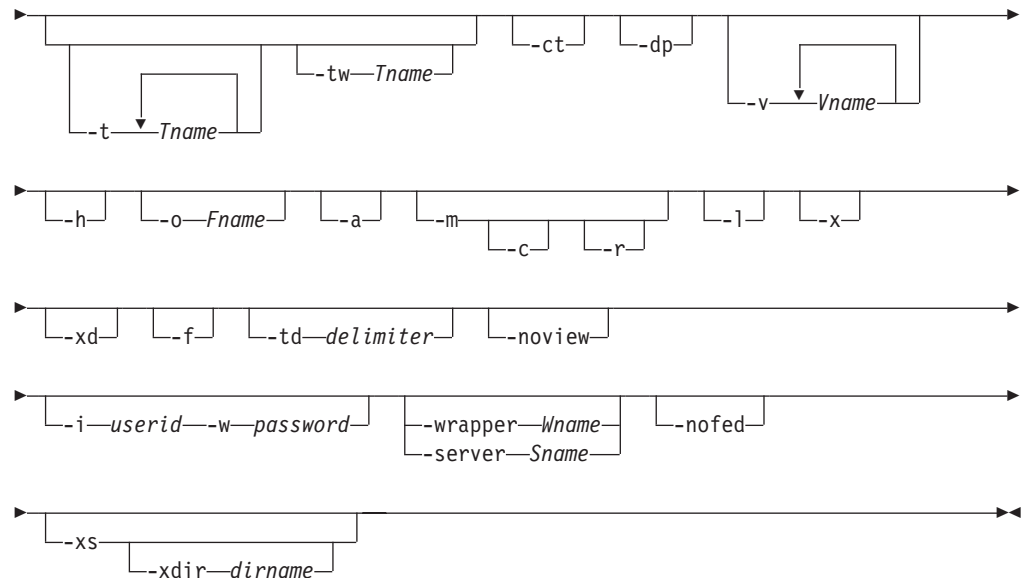 -ct -dp
-tw Tname
-v Vname
-t Tname
-h -o Fname -a -m -l -x
-c -r
-xd -f -td delimiter -noview
-i userid -w password -wrapper Wname -nofed
-server Sname
-xs
-xdir dirname